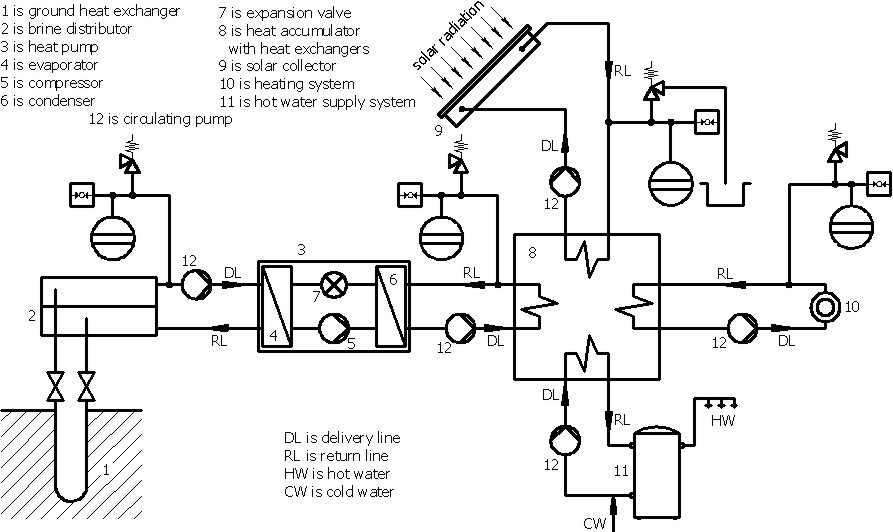 1 is ground heat exchanger
2 is brine distributor
3 is heat pump
4 is evaporator
5 is compressor
6 is condenser
7 is expansion valve
8 is heat accumulator
with heat exchangers
9 is solar collector
10 is heating system
11 is hot water supply system
12 is circulating pump
solar radiation
9
RL
DL
12
12
DL
3
RL
8
RL
2
7
6
10
RL
4
5
12
DL
12
DL
DL
RL
HW
12
11
1
CW
DL is delivery line
RL is return line
HW is hot water
CW is cold water